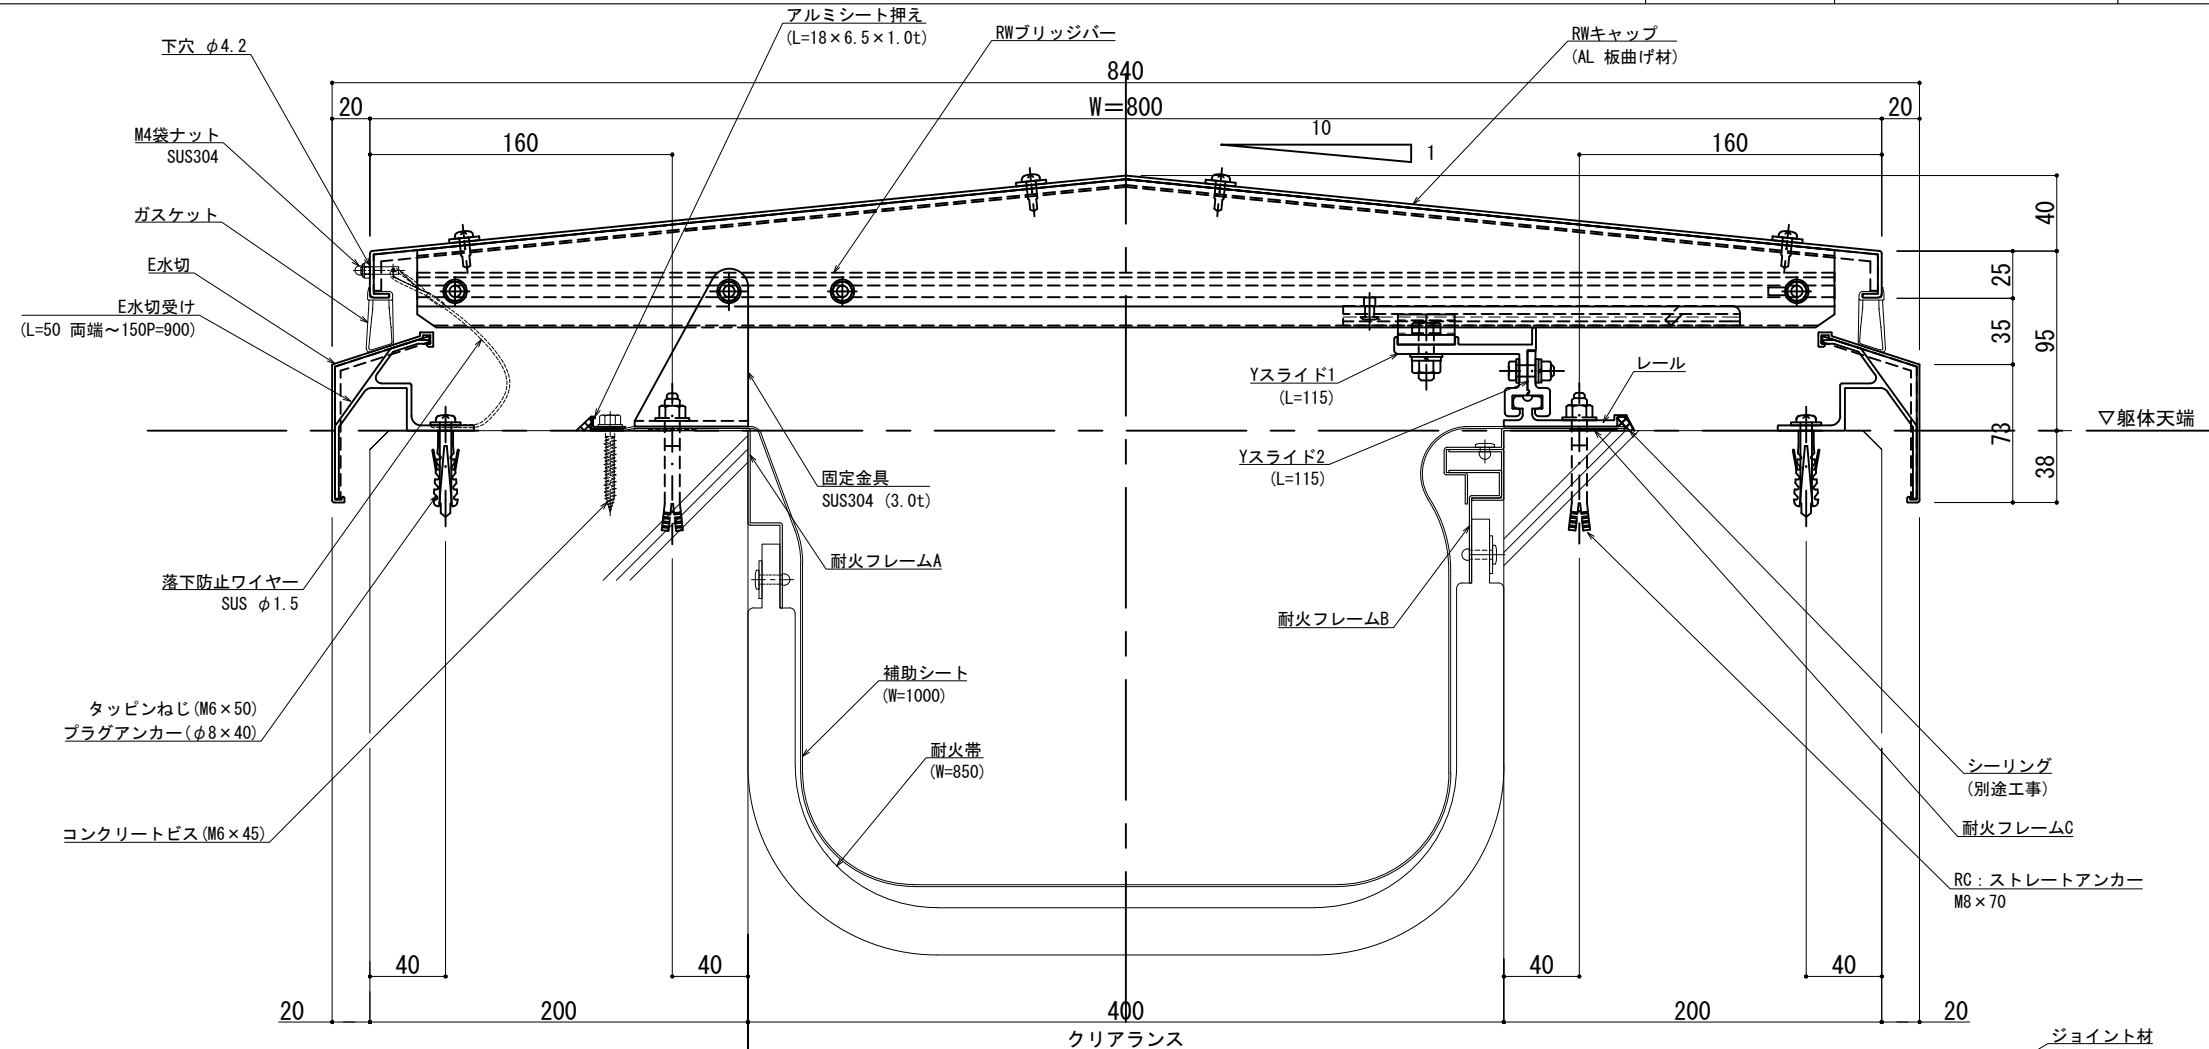 アルミシート押え
(L=18×6.5×1.0t)
RWブリッジバー
RWキャップ
(AL 板曲げ材)
下穴 φ4.2
840
20
W=800
20
M4袋ナット
SUS304
160
10
1
160
ガスケット
40
E水切
25
E水切受け
(L=50 両端～150P=900)
35
95
Yスライド1
(L=115)
レール
▽躯体天端
73
38
Yスライド2
(L=115)
固定金具
SUS304 (3.0t)
耐火フレームA
落下防止ワイヤー
SUS φ1.5
耐火フレームB
補助シート
(W=1000)
タッピンねじ(M6×50)
プラグアンカー(φ8×40)
耐火帯
(W=850)
シーリング
(別途工事)
コンクリートビス(M6×45)
耐火フレームC
RC：ストレートアンカー
M8×70
40
40
40
40
20
200
400
200
20
クリアランス
ジョイント材